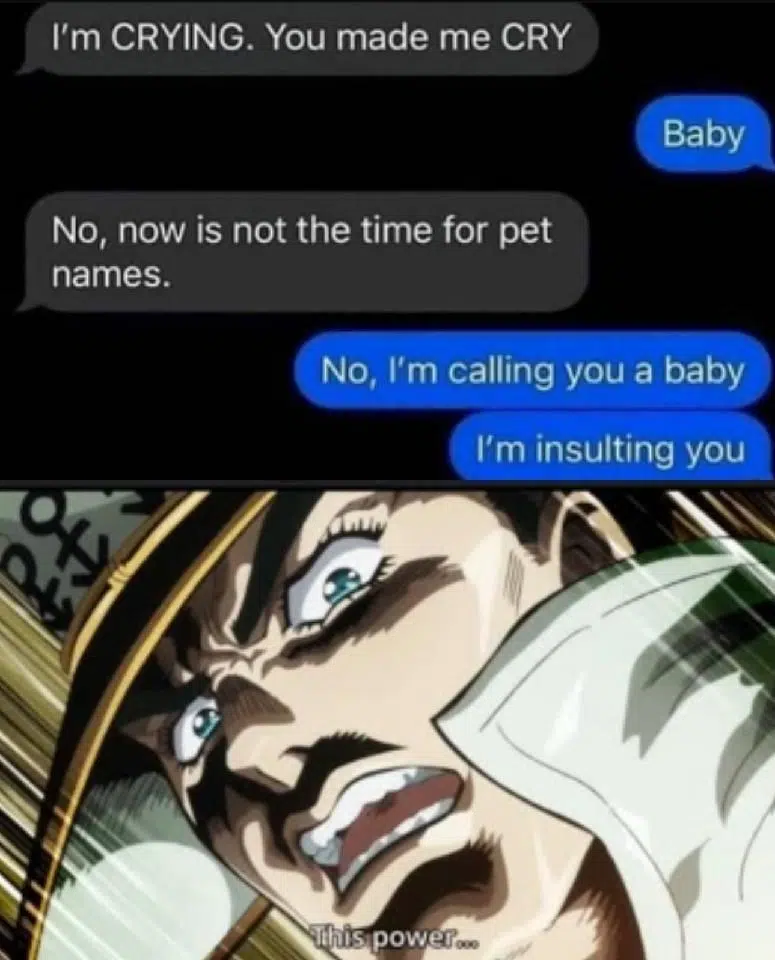 I'm CRYING. You made me CRY
Baby
No, now is not the time for pet
names.
No, I'm calling you a baby
I'm insulting you
This power...